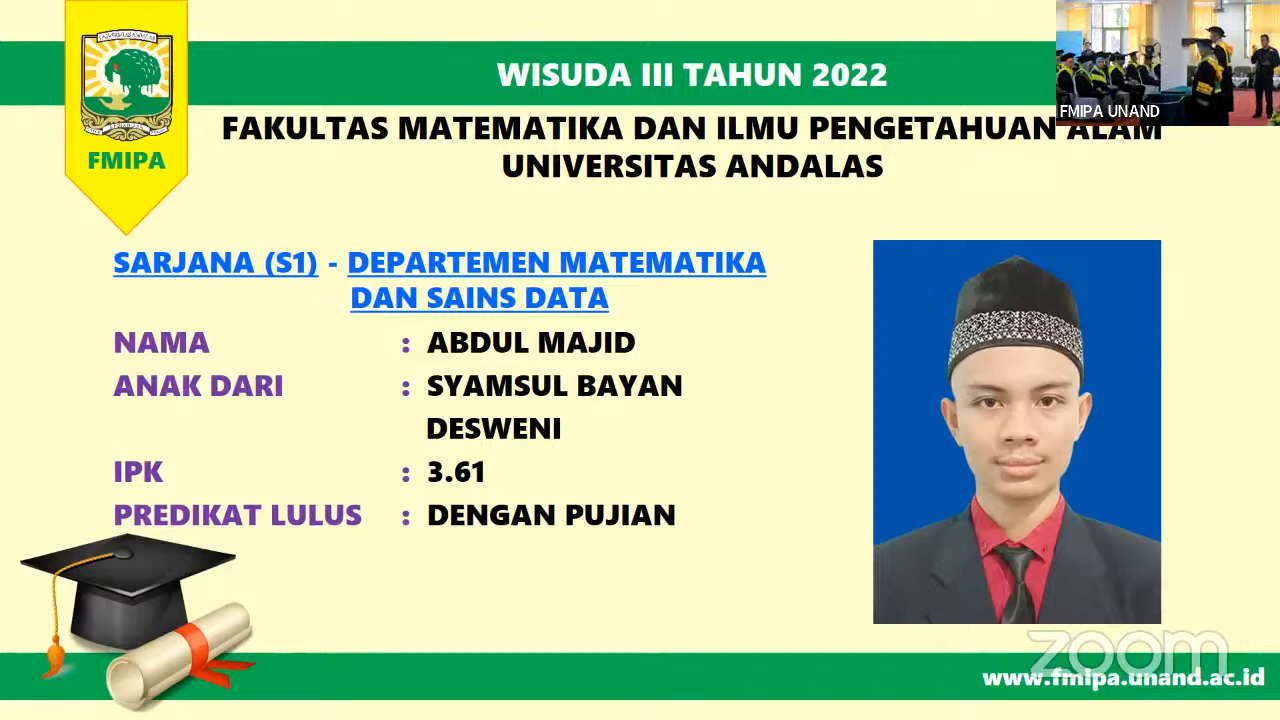 WISUDA III TAHUN 2022
FMIPA UNAND
FAKULTAS MATEMATIKA DAN ILMU PENGETAHUAN ALAM
UNIVERSITAS ANDALAS
FMIPA
SARJANA (S1) - DEPARTEMEN MATEMATIKA
DAN SAINS DATA
NAMA : ABDUL MAJID
ANAK DARI : SYAMSUL BAYAN
DESWENI
IPK : 3.61
PREDIKAT LULUS : DENGAN PUJIAN
zoom
www.fmipa.unand.ac.id